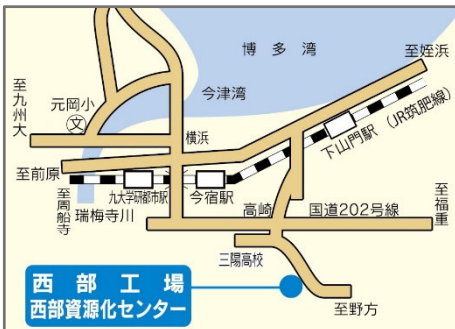 博多湾
至姪浜
至九州大
元岡小
文
今津湾
横浜
下山門駅
(JR筑肥線)
至前原
至周船寺
瑞梅寺川
九大学研都市駅
今宿駅
高崎
国道202号線
至福重
三陽高校
西部工場
西部資源化センター
至野方